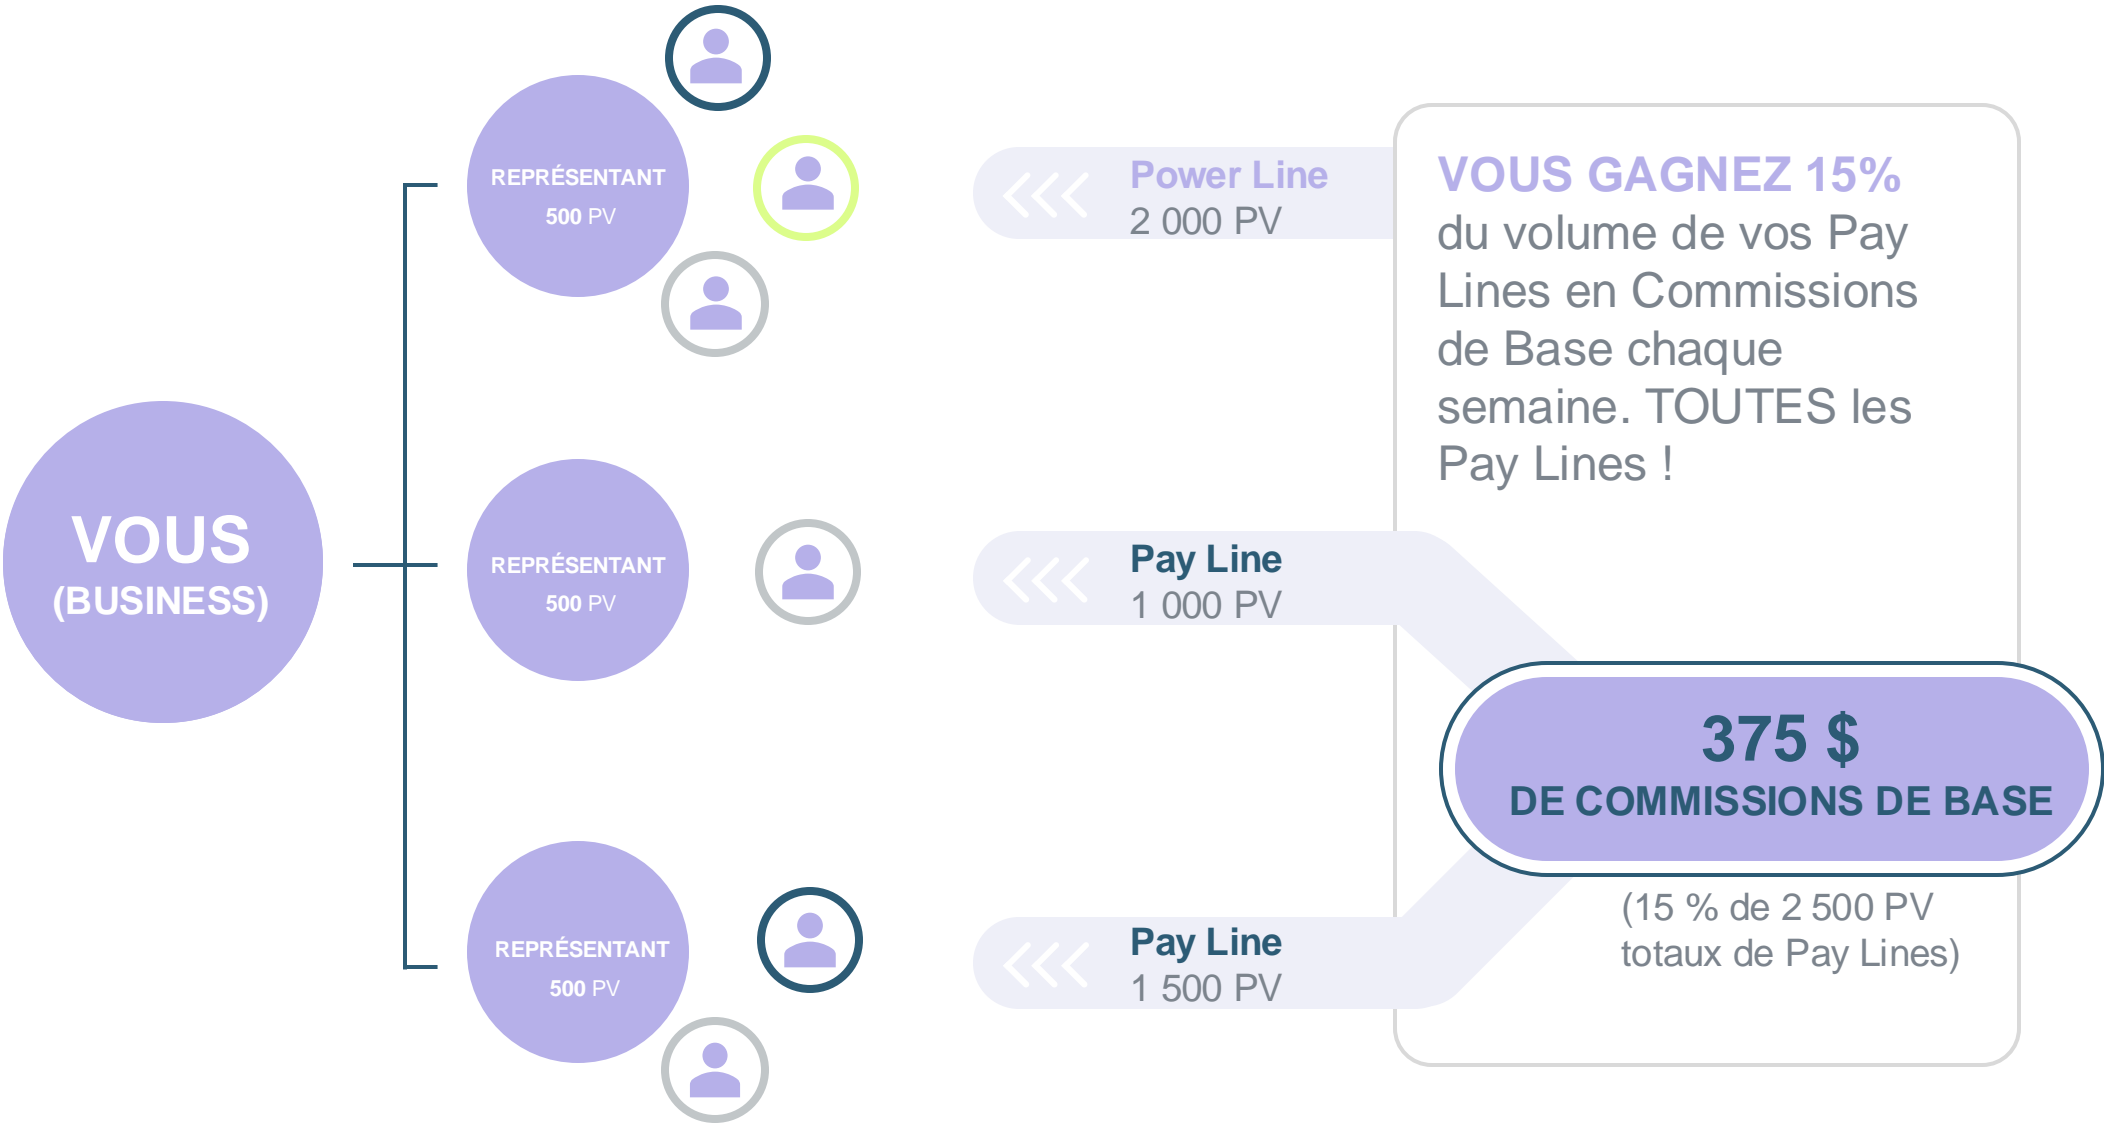 VOUS
(BUSINESS)
REPRÉSENTANT
500 PV
REPRÉSENTANT
500 PV
REPRÉSENTANT
500 PV
Power Line
2 000 PV
Pay Line
1 000 PV
Pay Line
1 500 PV
VOUS GAGNEZ 15%
du volume de vos Pay
Lines en Commissions
de Base chaque
semaine. TOUTES les
Pay Lines !
375 $
DE COMMISSIONS DE BASE
(15 % de 2 500 PV
totaux de Pay Lines)